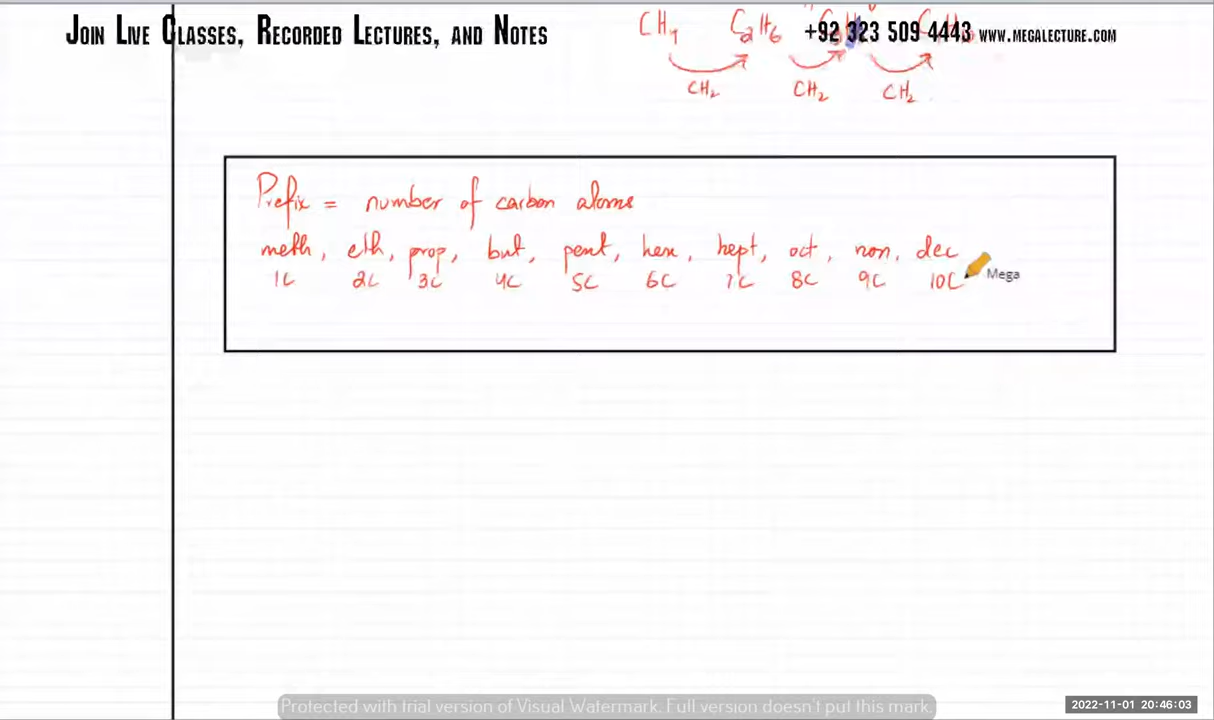 JOIN LIVE CLASSES, RECORDED LECTURES, AND NOTES
+92 323 509 4443 WWW.MEGALECTURE.COM
CH4 C2H6
CH2 CH2 CH2
Prefix = number of carbon atoms
meth, eth, prop, but, pent, hex, hept, oct, non, dec
1C 2C 3C 4C 5C 6C 7C 8C 9C 10C
Mega
Protected with trial version of Visual Watermark. Full version doesn't put this mark.
2022-11-01 20:46:03